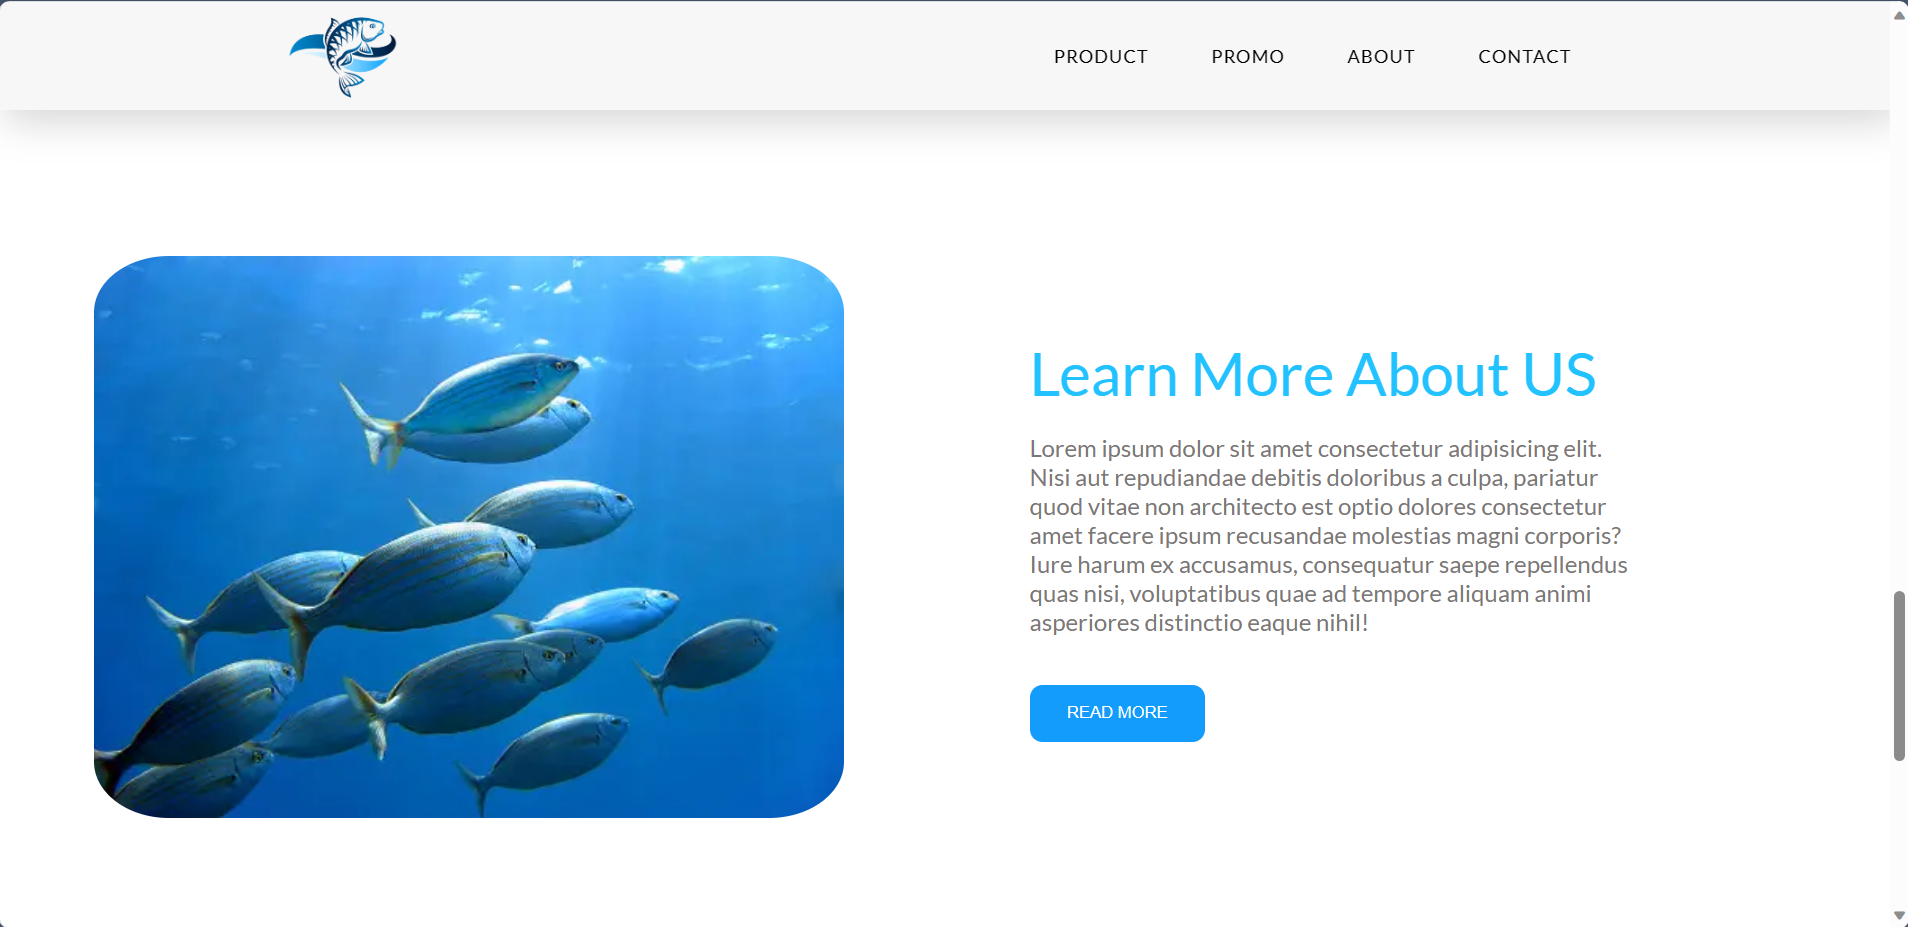 PRODUCT PROMO ABOUT CONTACT
Learn More About US
Lorem ipsum dolor sit amet consectetur adipisicing elit.
Nisi aut repudiandae debitis doloribus a culpa, pariatur
quod vitae non architecto est optio dolores consectetur
amet facere ipsum recusandae molestias magni corporis?
Iure harum ex accusamus, consequatur saepe repellendus
quas nisi, voluptatibus quae ad tempore aliquam animi
asperiores distinctio eaque nihil!
READ MORE